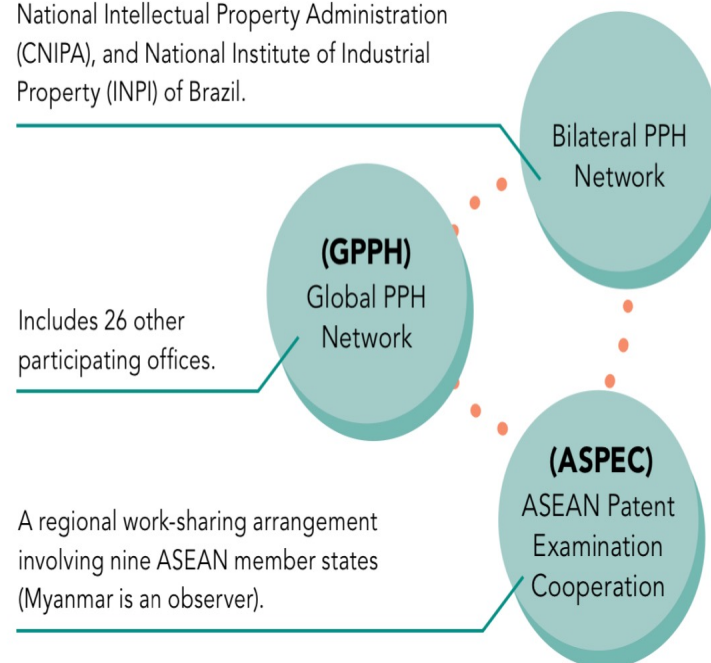 National Intellectual Property Administration
(CNIPA), and National Institute of Industrial
Property (INPI) of Brazil.
Bilateral PPH
Network
(GPPH)
Global PPH
Network
Includes 26 other
participating offices.
(ASPEC)
ASEAN Patent
Examination
Cooperation
A regional work-sharing arrangement
involving nine ASEAN member states
(Myanmar is an observer).